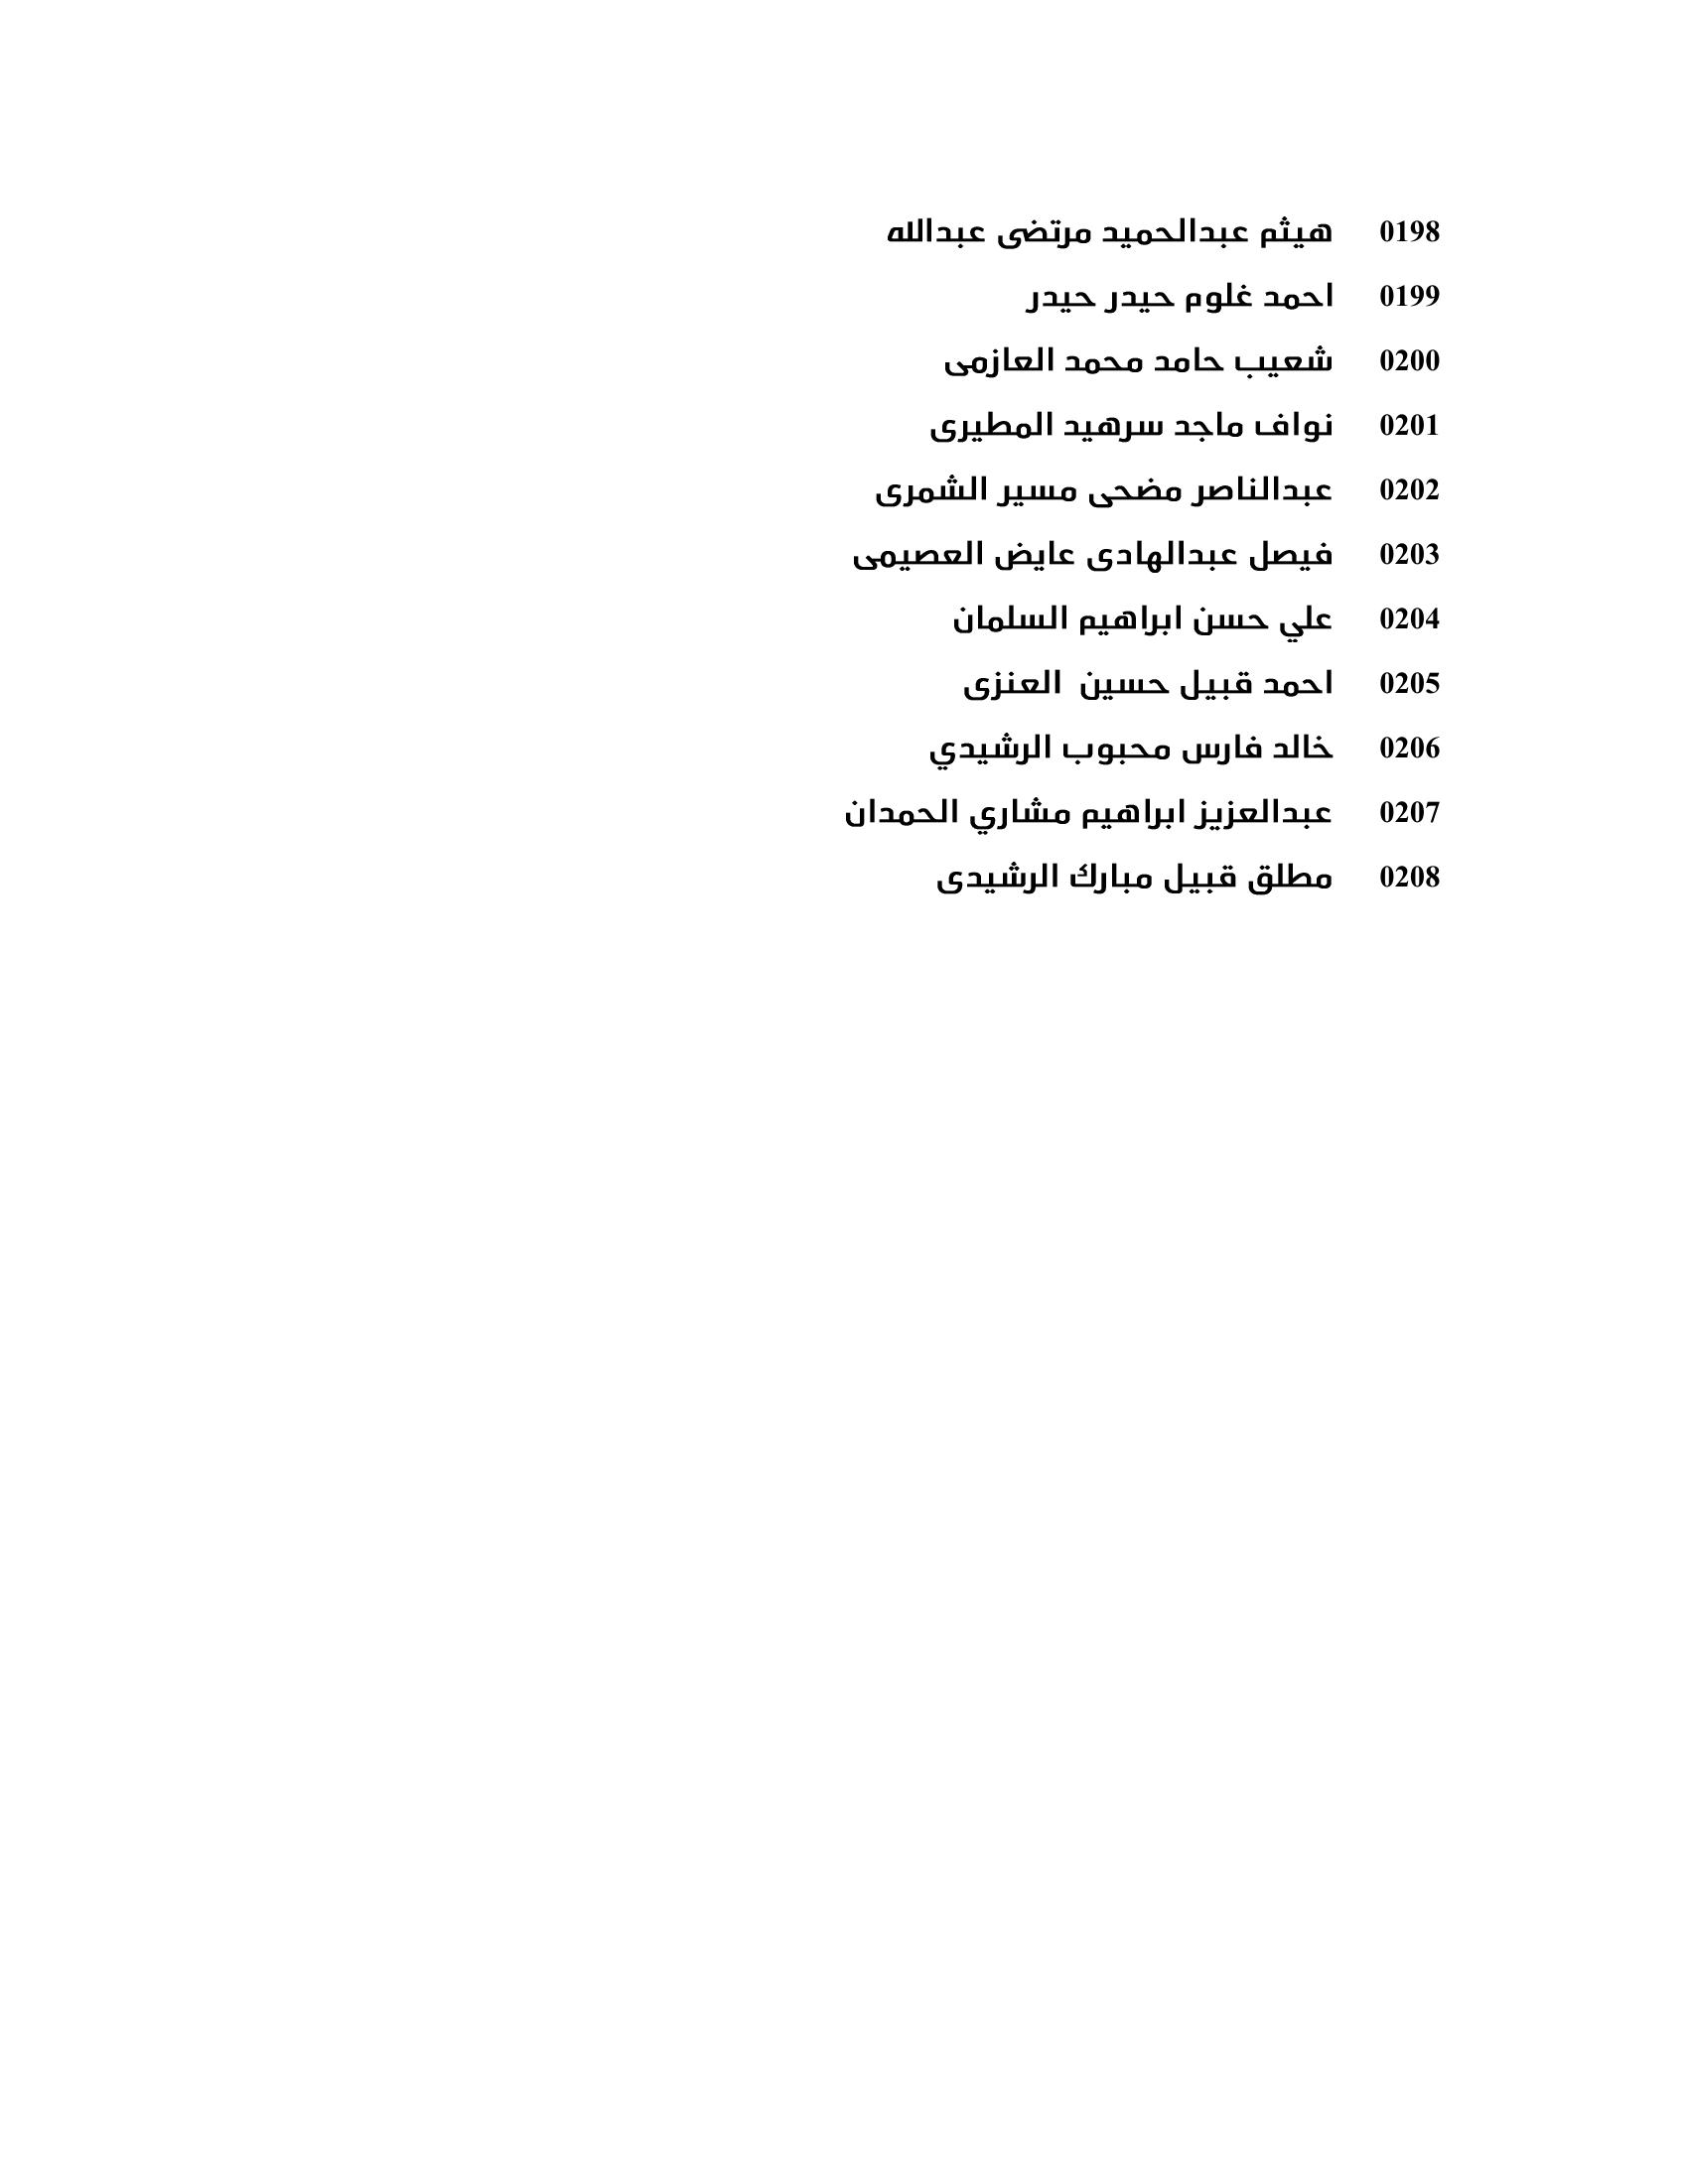 0198 هيثم عبدالحميد مرتضى عبدالله
0199 احمد غلوم حيدر حيدر
0200 شعيب حامد محمد العازمى
0201 نواف ماجد سرهيد المطيرى
0202 عبدالناصر مضحى مسير الشمرى
0203 فيصل عبدالهادى عايض العصيمى
0204 علي حسن ابراهيم السلمان
0205 احمد قبيل حسين  العنزى
0206 خالد فارس محبوب الرشيدي
0207 عبدالعزيز ابراهيم مشاري الحمدان
0208 مطلق قبيل مبارك الرشيدى